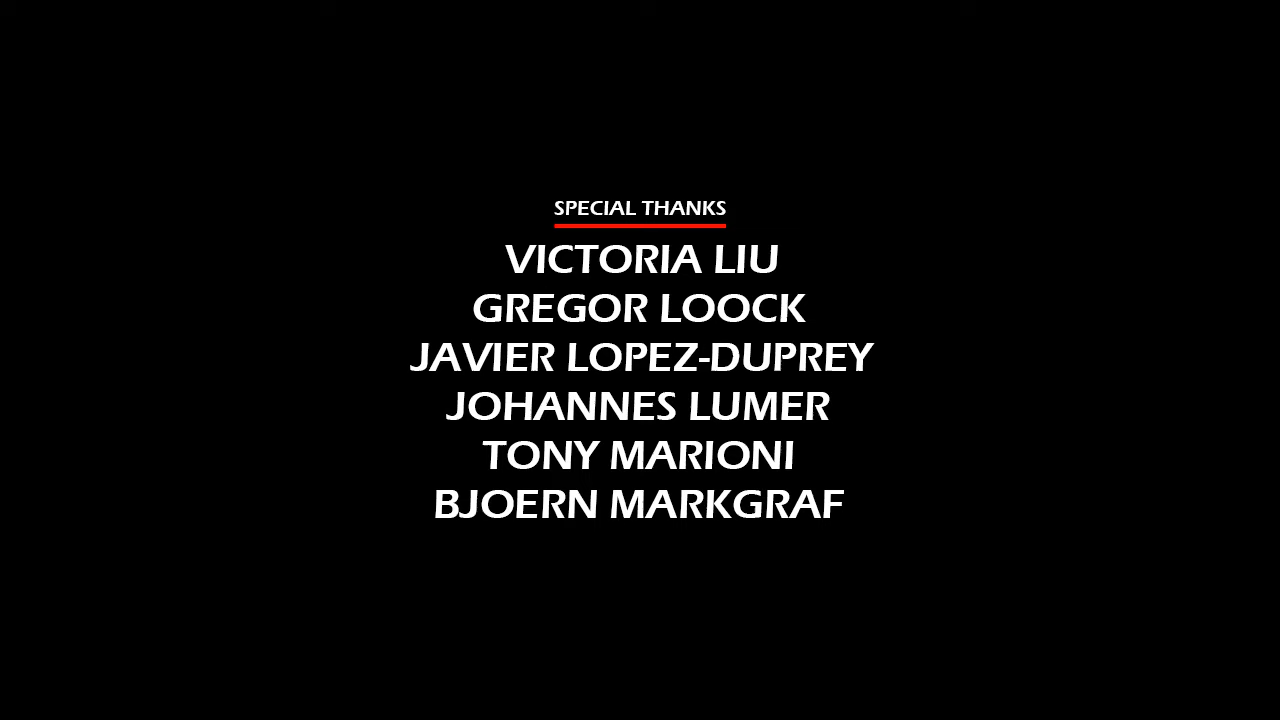 SPECIAL THANKS
VICTORIA LIU
GREGOR LOOCK
JAVIER LOPEZ-DUPREY
JOHANNES LUMER
TONY MARIONI
BJOERN MARKGRAF